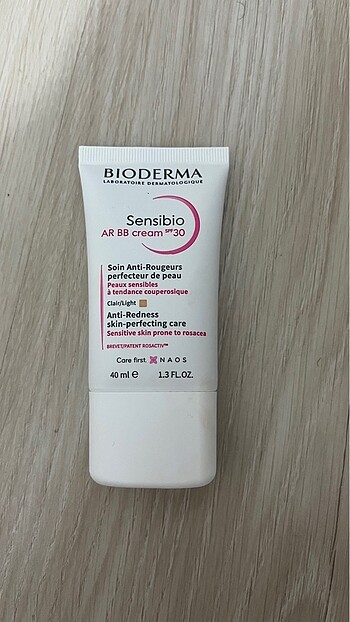 BIODERMA
LABORATOIRE DERMATOLOGIQUE
Sensibio
AR BB cream SPF30
Soin Anti-Rougeurs
perfecteur de peau
Peaux sensibles
à tendance couperosique
Clair/Light
Anti-Redness
skin-perfecting care
Sensitive skin prone to rosacea
BREVET/PATENT ROSACTIV™
Care first. NAOS
40 ml ℮ 1.3 FL.OZ.